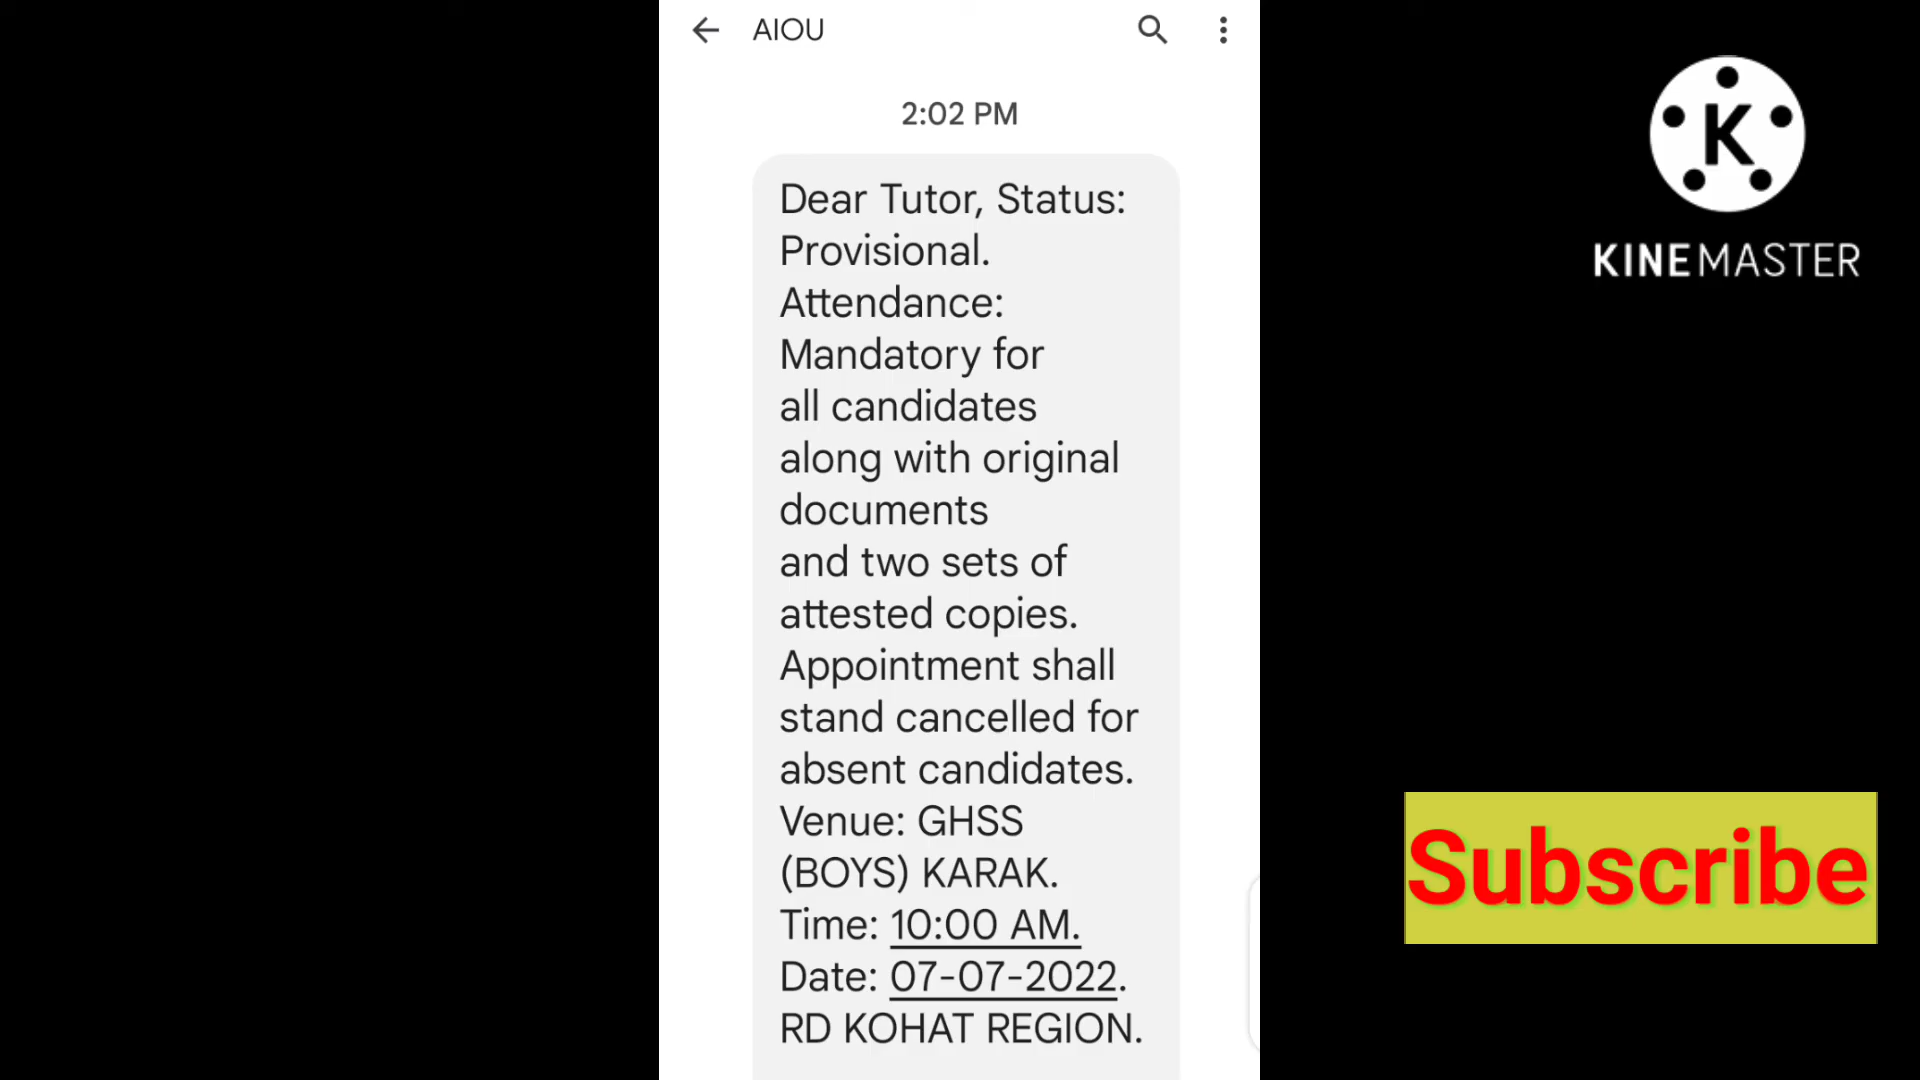 AIOU
2:02 PM
Dear Tutor, Status:
Provisional.
Attendance:
Mandatory for
all candidates
along with original
documents
and two sets of
attested copies.
Appointment shall
stand cancelled for
absent candidates.
Venue: GHSS
(BOYS) KARAK.
Time: 10:00 AM.
Date: 07-07-2022.
RD KOHAT REGION.
K
KINEMASTER
Subscribe